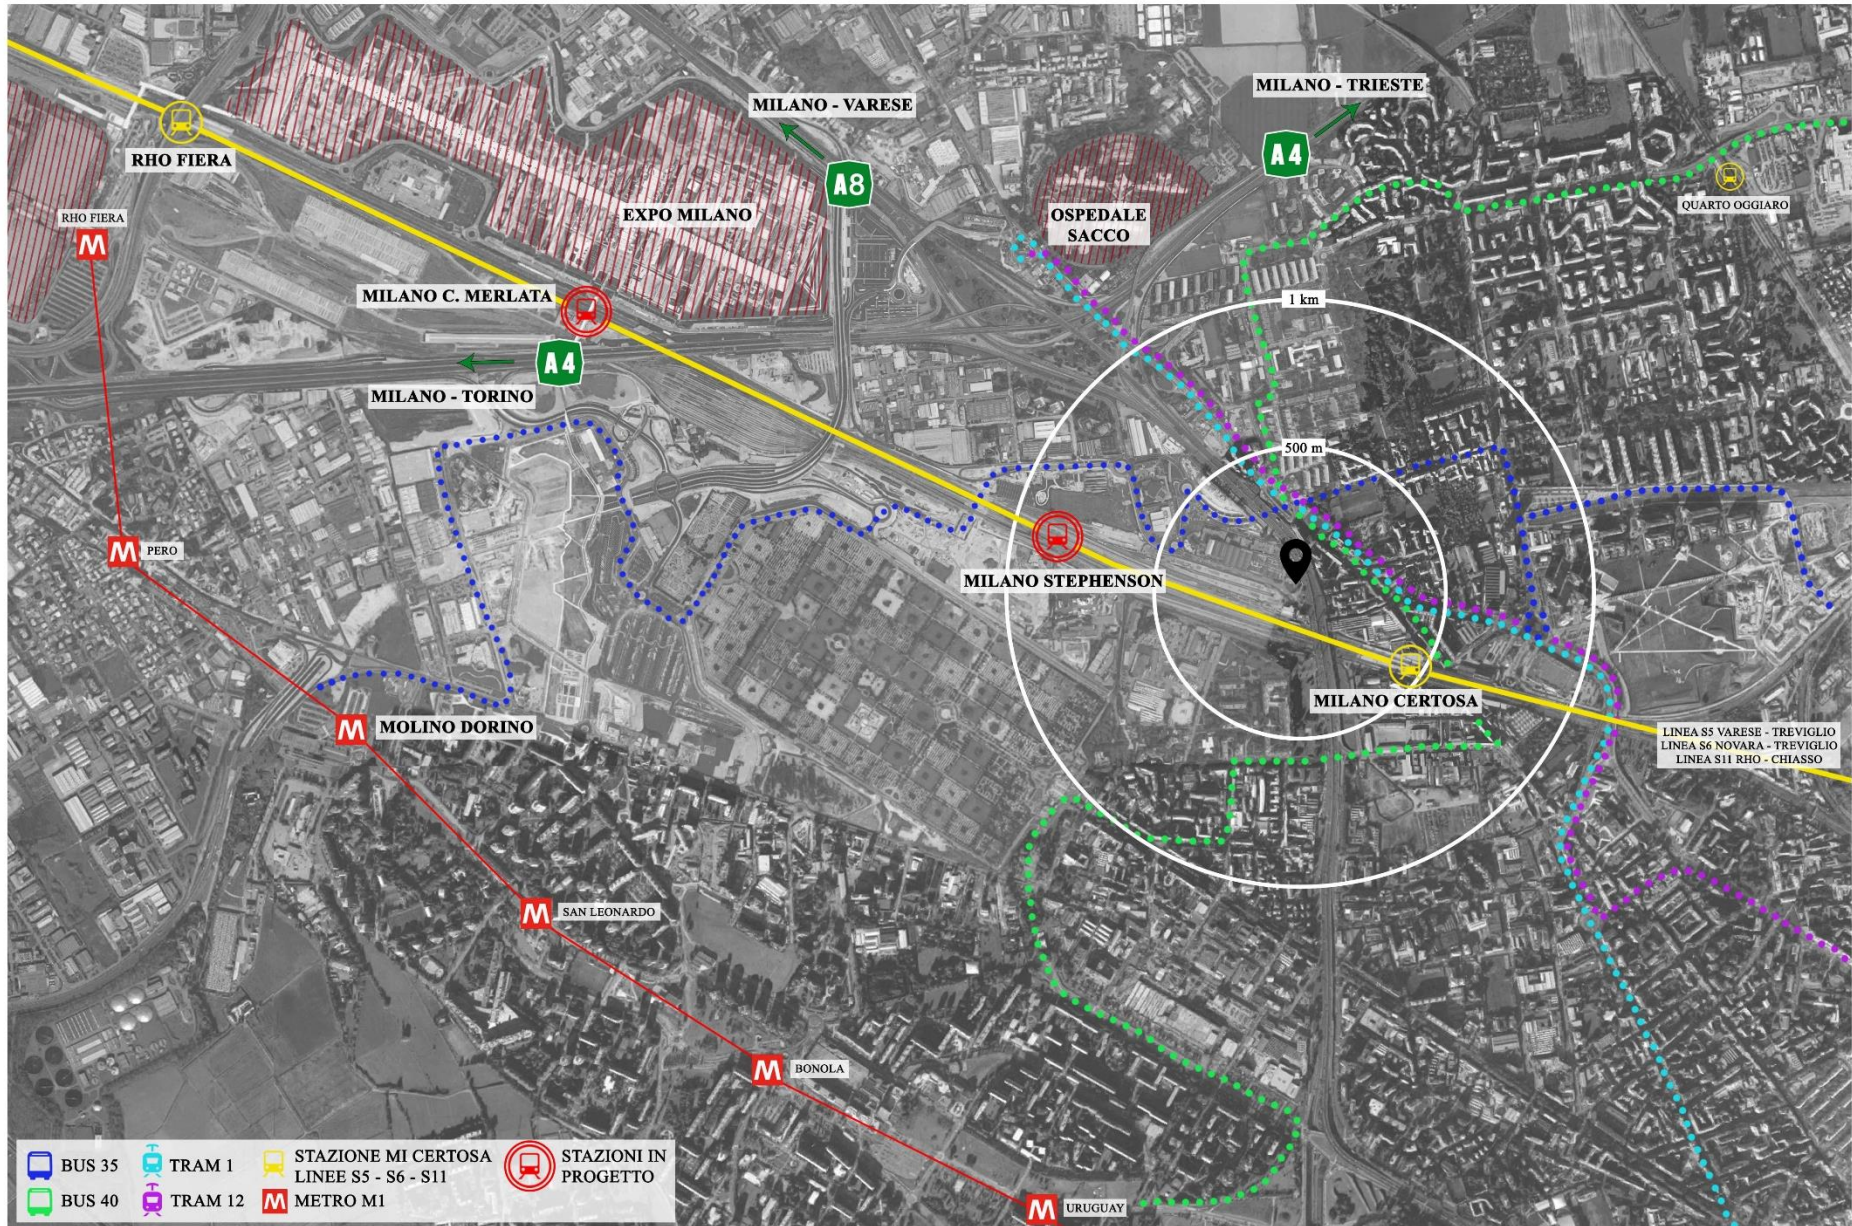 MILANO - VARESE
MILANO - TRIESTE
A4
A8
RHO FIERA
RHO FIERA
M
EXPO MILANO
OSPEDALE
SACCO
QUARTO OGGIARO
MILANO C. MERLATA
1 km
A4
MILANO - TORINO
500 m
M
PERO
MILANO STEPHENSON
MILANO CERTOSA
M
MOLINO DORINO
LINEA S5 VARESE - TREVIGLIO
LINEA S6 NOVARA - TREVIGLIO
LINEA S11 RHO - CHIASSO
M
SAN LEONARDO
M
BONOLA
M
URUGUAY
BUS 35
TRAM 1
STAZIONE MI CERTOSA
LINEE S5 - S6 - S11
STAZIONI IN
PROGETTO
BUS 40
TRAM 12
M
METRO M1